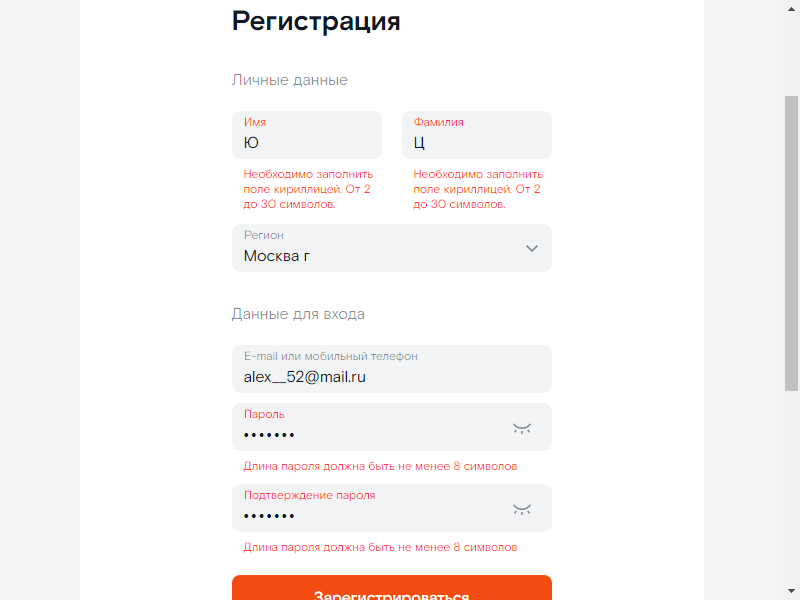 Регистрация
Личные данные
Имя
Ю
Фамилия
Ц
Необходимо заполнить
поле кириллицей. От 2
до 30 символов.
Необходимо заполнить
поле кириллицей. От 2
до 30 символов.
Регион
Москва г
Данные для входа
E-mail или мобильный телефон
alex__52@mail.ru
Пароль
•••••••
Длина пароля должна быть не менее 8 символов
Подтверждение пароля
•••••••
Длина пароля должна быть не менее 8 символов
Зарегистрироваться